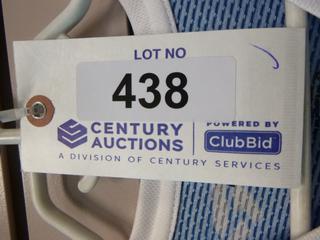 LOT NO
438
CENTURY
AUCTIONS
A DIVISION OF CENTURY SERVICES
POWERED BY
ClubBid